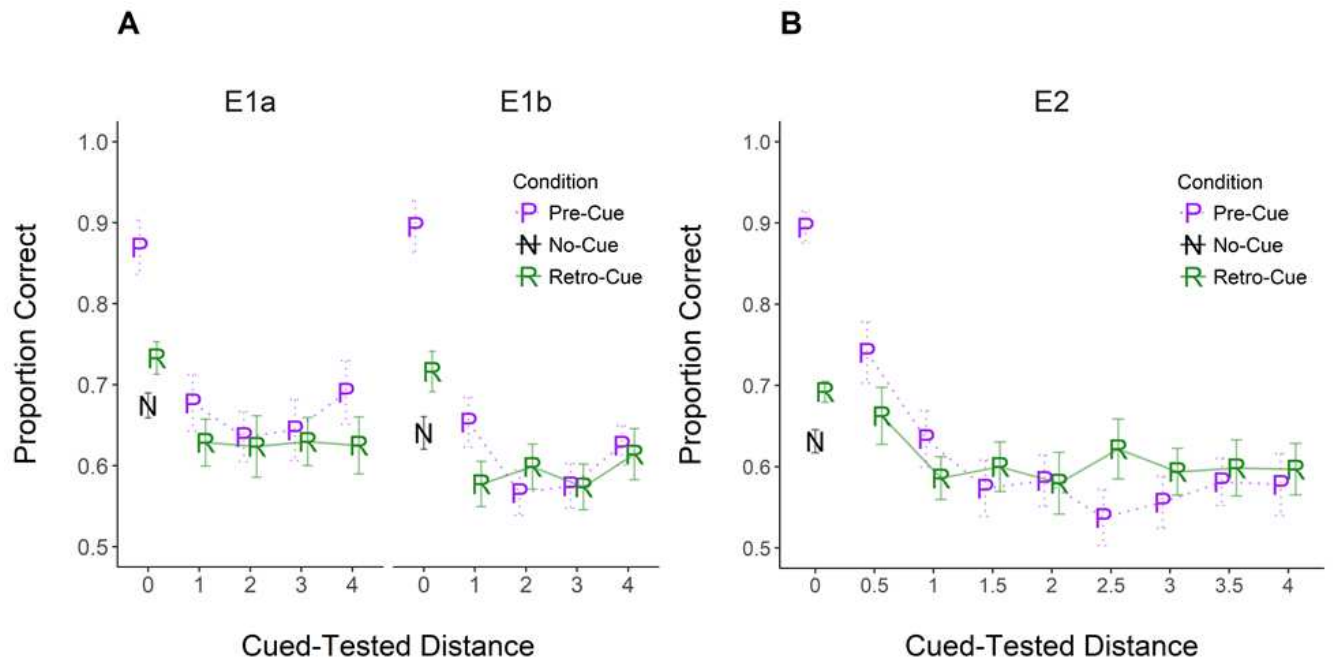 A
B
E1a
E1b
E2
Proportion Correct
1.0
0.9
0.8
0.7
0.6
0.5
P
N
R
P R
P R
P R
P R
0 1 2 3 4
P
N
R
P R
P R
P R
P R
0 1 2 3 4
Condition
P Pre-Cue
N No-Cue
R Retro-Cue
Cued-Tested Distance
Proportion Correct
1.0
0.9
0.8
0.7
0.6
0.5
P
N
R
P R
P R
P R
P R
P R
P R
P R
P R
0 0.5 1 1.5 2 2.5 3 3.5 4
Condition
P Pre-Cue
N No-Cue
R Retro-Cue
Cued-Tested Distance